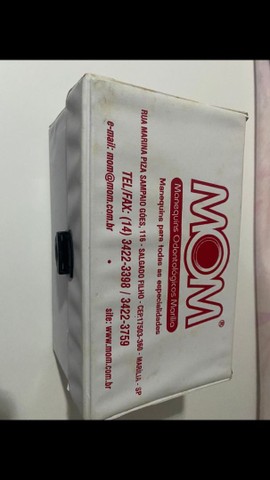 MOM®
Manequins Odontológicos Marília
Manequins para todas as especialidades
RUA MARINA PIZA SAMPAIO GÓES, 116 - SALGADO FILHO - CEP.17503-360 - MARÍLIA - SP
TEL/FAX: (14) 3422-3398 / 3422-3759
e-mail: mom@mom.com.br • site: www.mom.com.br